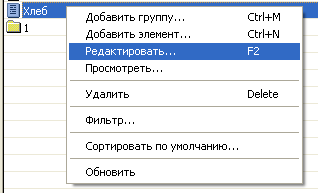 Хлеб
1
Добавить группу... Ctrl+M
Добавить элемент... Ctrl+N
Редактировать... F2
Просмотреть...
Удалить Delete
Фильтр...
Сортировать по умолчанию...
Обновить